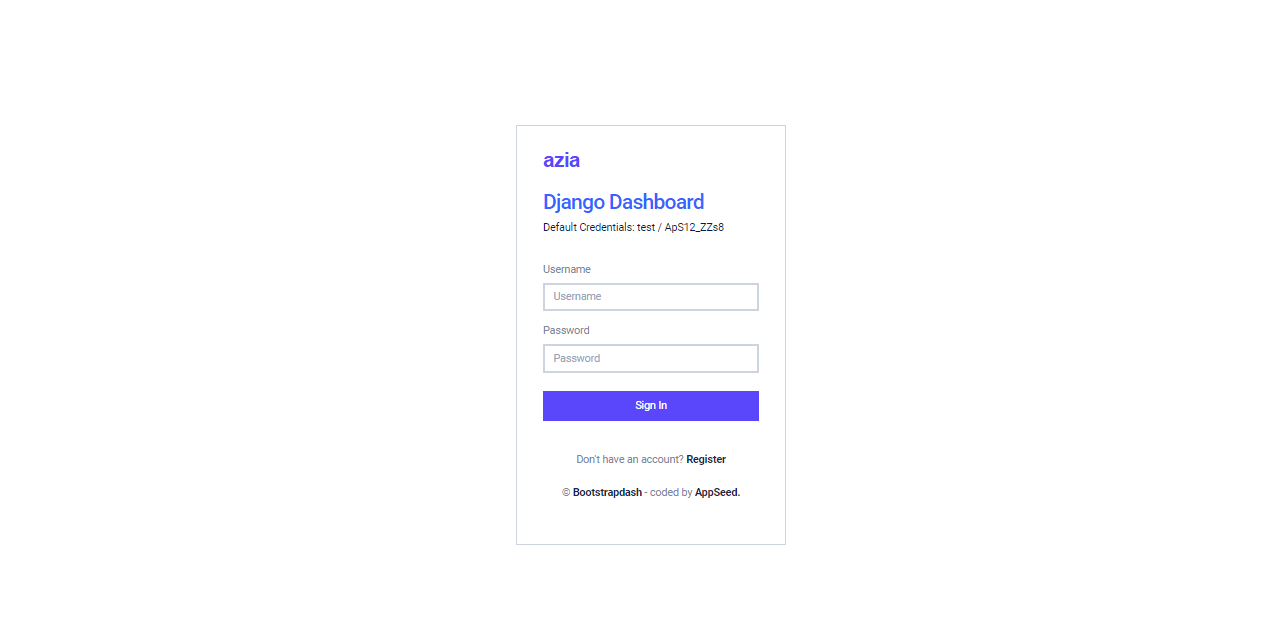 azia
Django Dashboard
Default Credentials: test / ApS12_ZZs8
Username
Username
Password
Password
Sign In
Don't have an account? Register
© Bootstrapdash - coded by AppSeed.